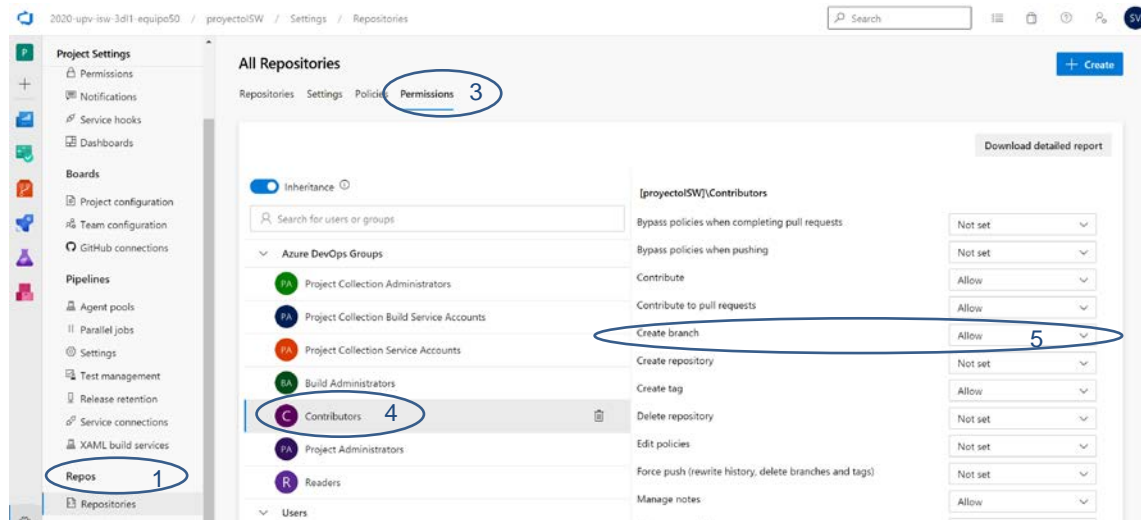 2020-upv-isw-3dl1-equipo50 / proyectoISW / Settings / Repositories
Search
SV
P
Project Settings
Permissions
Notifications
Service hooks
Dashboards
Boards
Project configuration
Team configuration
GitHub connections
Pipelines
Agent pools
Parallel jobs
Settings
Test management
Release retention
Service connections
XAML build services
Repos 1
Repositories
All Repositories
+ Create
Repositories Settings Policies Permissions 3
Download detailed report
Inheritance
Search for users or groups
Azure DevOps Groups
PA Project Collection Administrators
PA Project Collection Build Service Accounts
PA Project Collection Service Accounts
BA Build Administrators
C Contributors 4
PA Project Administrators
R Readers
Users
[proyectoISW]\Contributors
Bypass policies when completing pull requests Not set
Bypass policies when pushing Not set
Contribute Allow
Contribute to pull requests Allow
Create branch Allow 5
Create repository Not set
Create tag Allow
Delete repository Not set
Edit policies Not set
Force push (rewrite history, delete branches and tags) Not set
Manage notes Allow